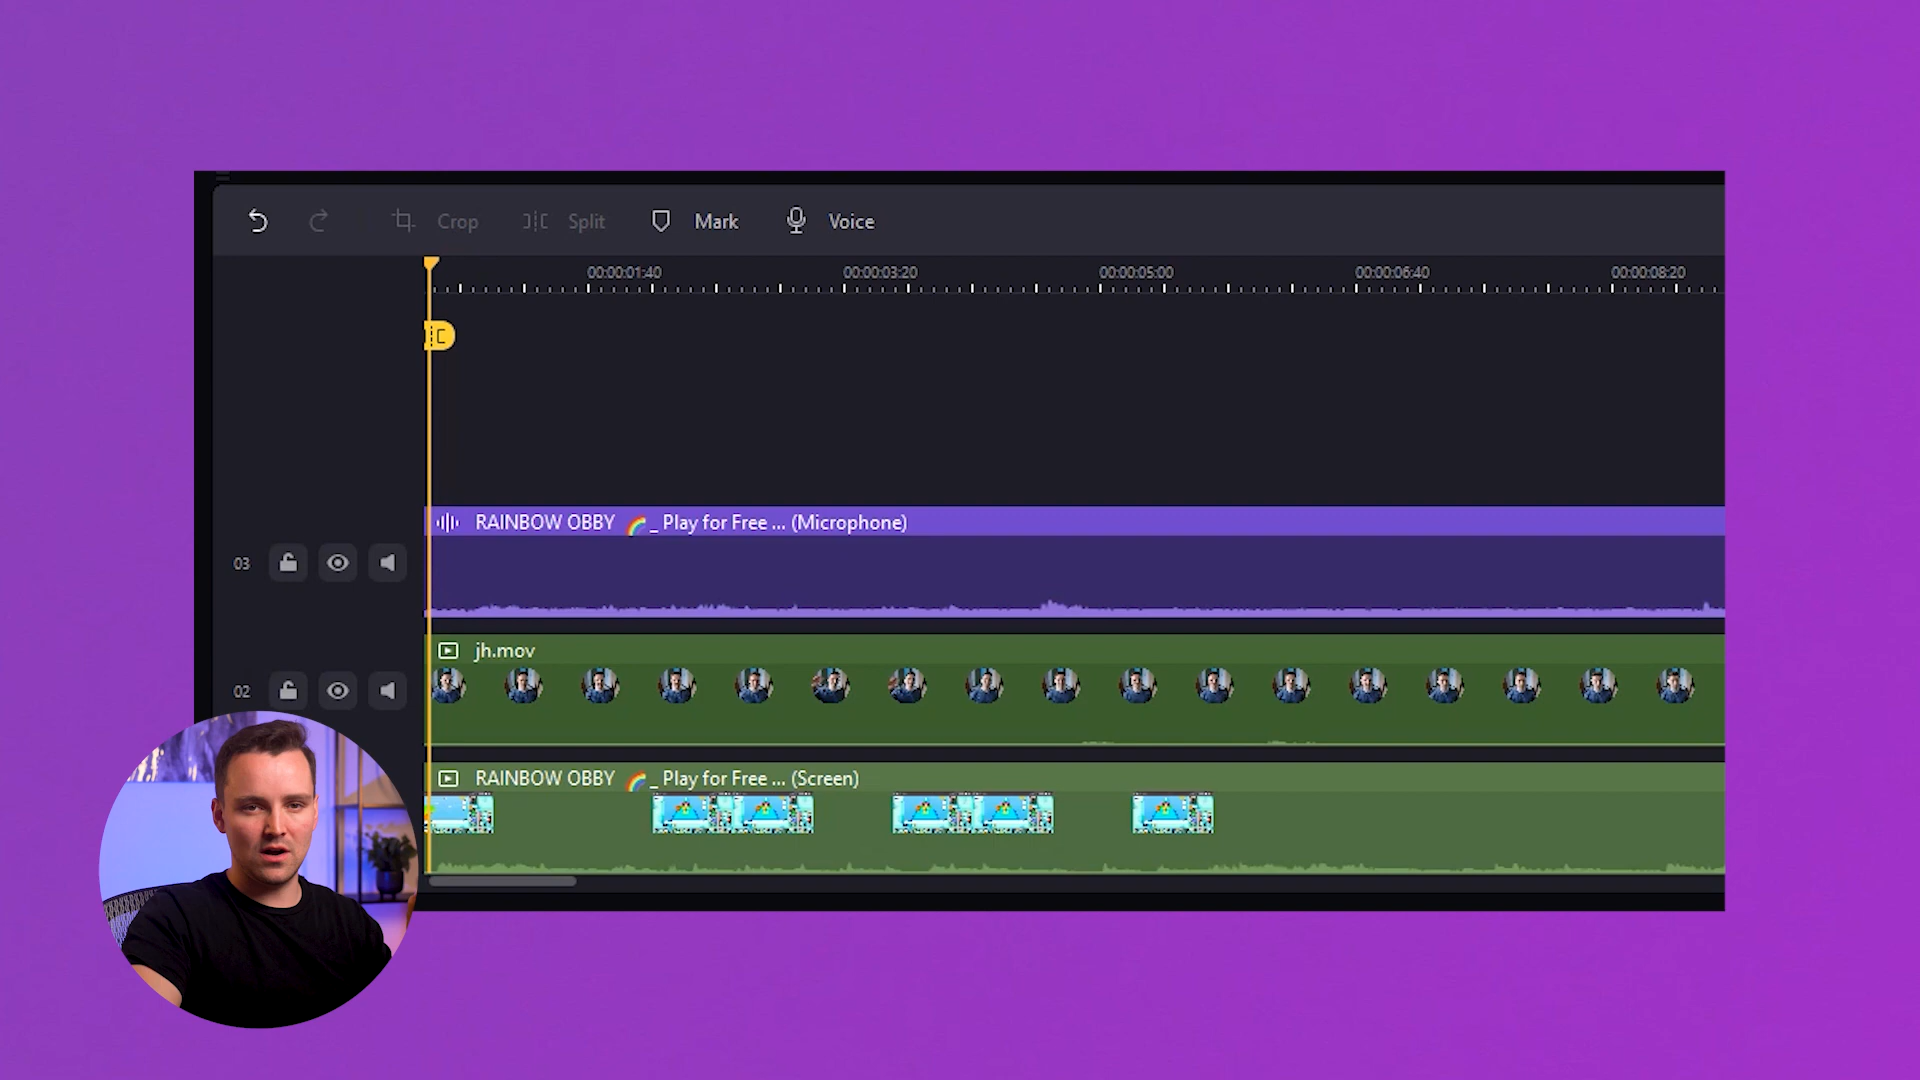 Crop Split Mark Voice
00:00:01:40 00:00:03:20 00:00:05:00 00:00:06:40 00:00:08:20
RAINBOW OBBY 🌈_ Play for Free ... (Microphone)
03
jh.mov
02
RAINBOW OBBY 🌈_ Play for Free ... (Screen)